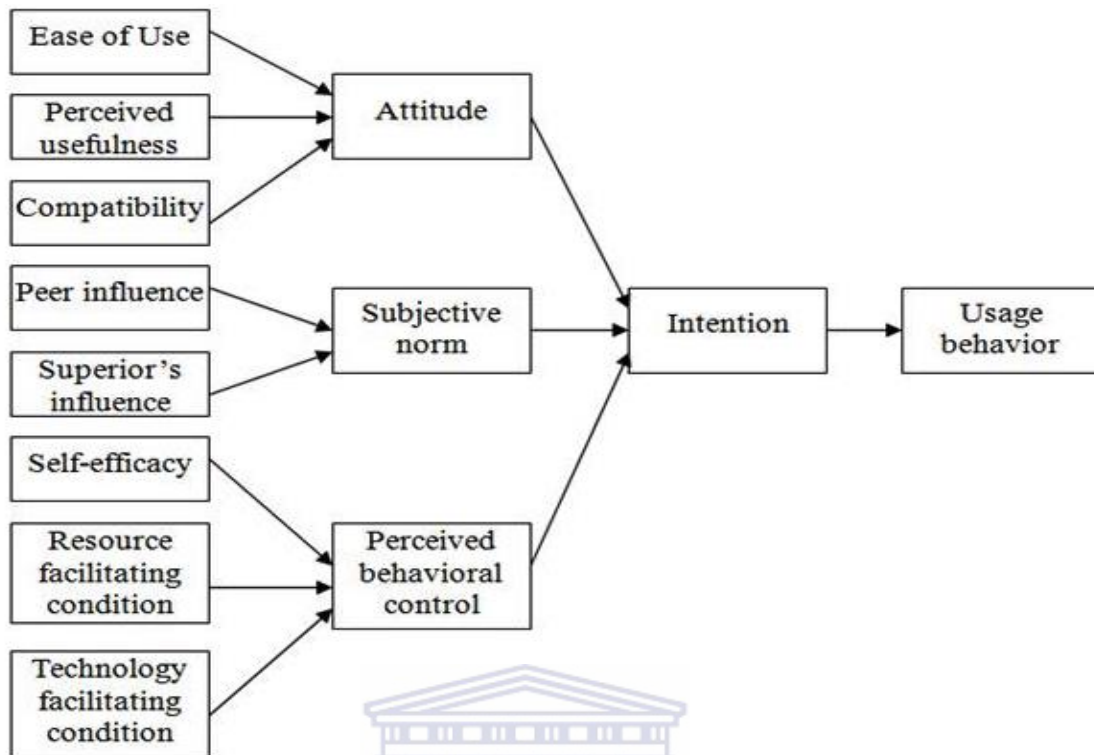 Ease of Use
Perceived
usefulness
Compatibility
Attitude
Peer influence
Superior's
influence
Subjective
norm
Self-efficacy
Resource
facilitating
condition
Technology
facilitating
condition
Perceived
behavioral
control
Intention
Usage
behavior